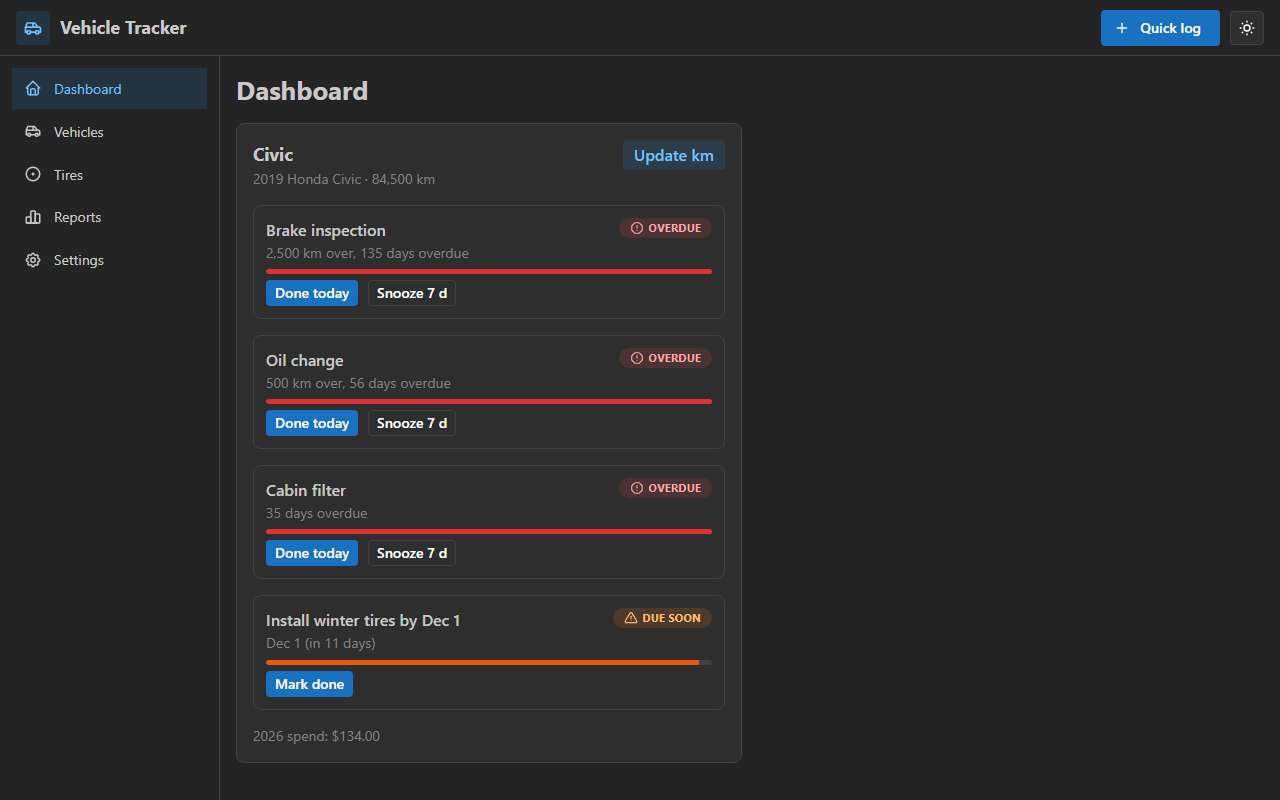 Vehicle Tracker
Quick log
Dashboard
Vehicles
Tires
Reports
Settings
Dashboard
Civic
Update km
2019 Honda Civic · 84,500 km
Brake inspection
OVERDUE
2,500 km over, 135 days overdue
Done today
Snooze 7 d
Oil change
OVERDUE
500 km over, 56 days overdue
Done today
Snooze 7 d
Cabin filter
OVERDUE
35 days overdue
Done today
Snooze 7 d
Install winter tires by Dec 1
DUE SOON
Dec 1 (in 11 days)
Mark done
2026 spend: $134.00